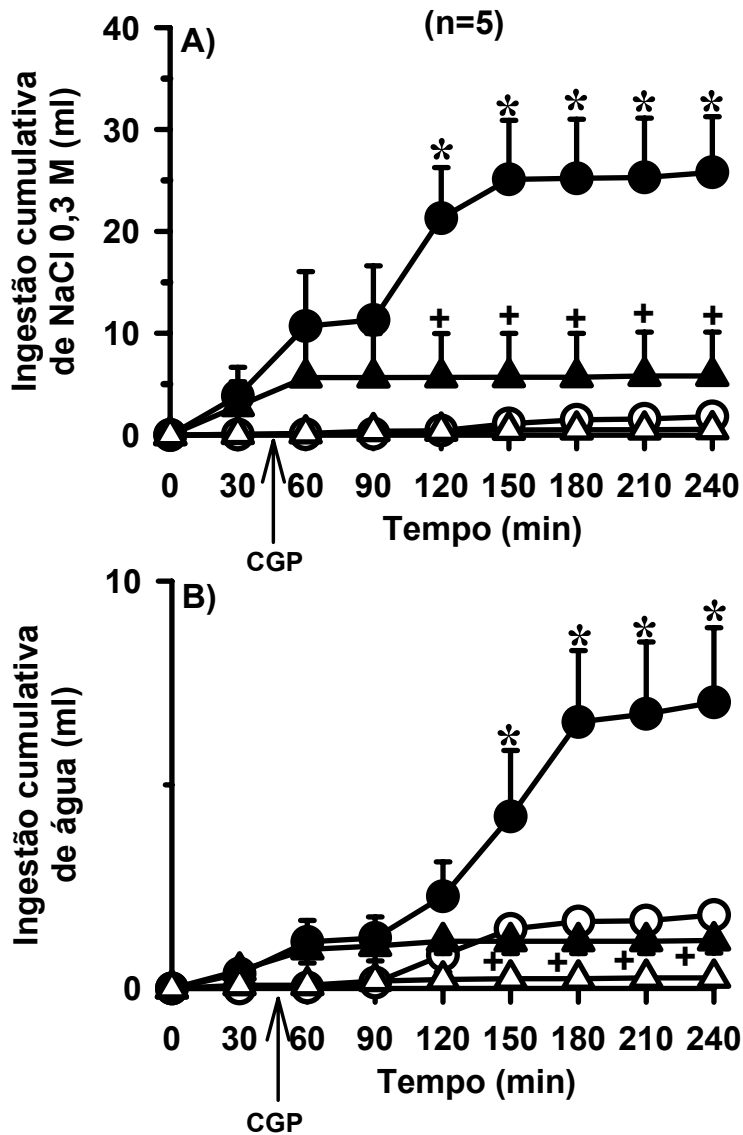 (n=5)
A)
Ingestão cumulativa
de NaCl 0,3 M (ml)
40
30
20
10
0
* * * * *
+ + + + +
0 30 60 90 120 150 180 210 240
Tempo (min)
CGP
B)
Ingestão cumulativa
de água (ml)
10
0
* * * *
+ + + +
0 30 60 90 120 150 180 210 240
Tempo (min)
CGP